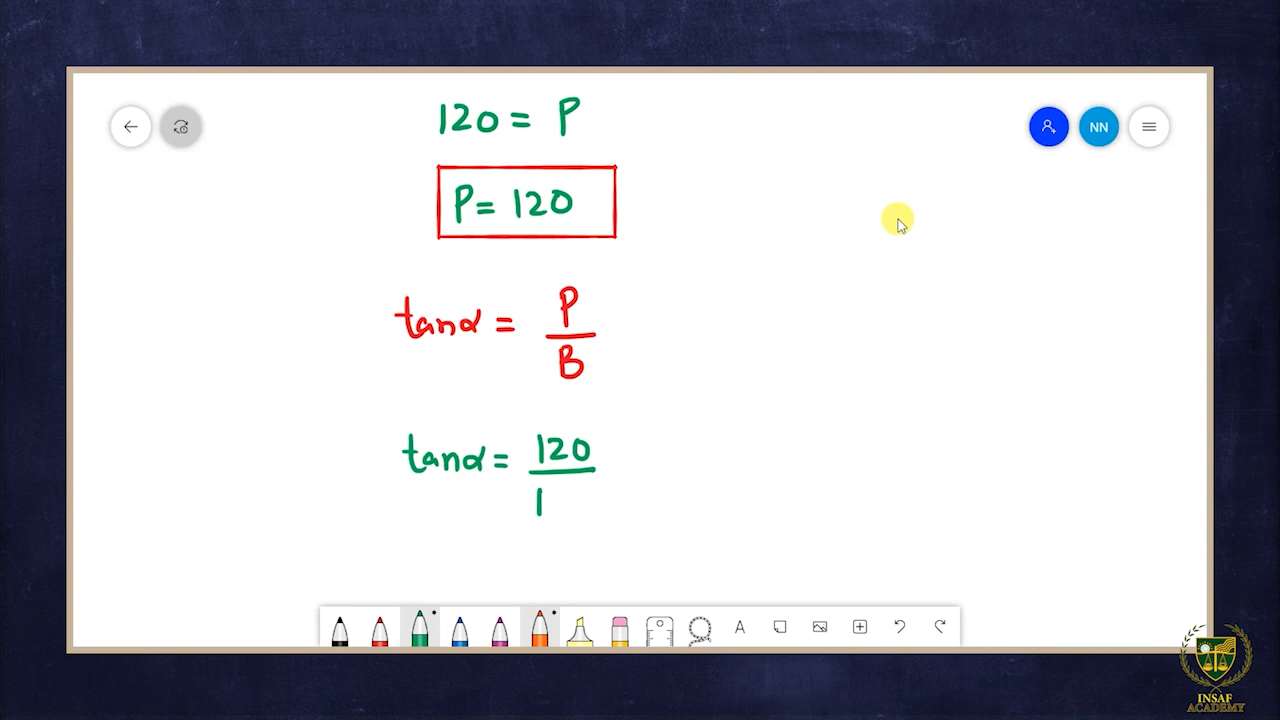 120 = P
NN
P = 120
tanα = P/B
tanα = 120/1
A
INSAF
ACADEMY